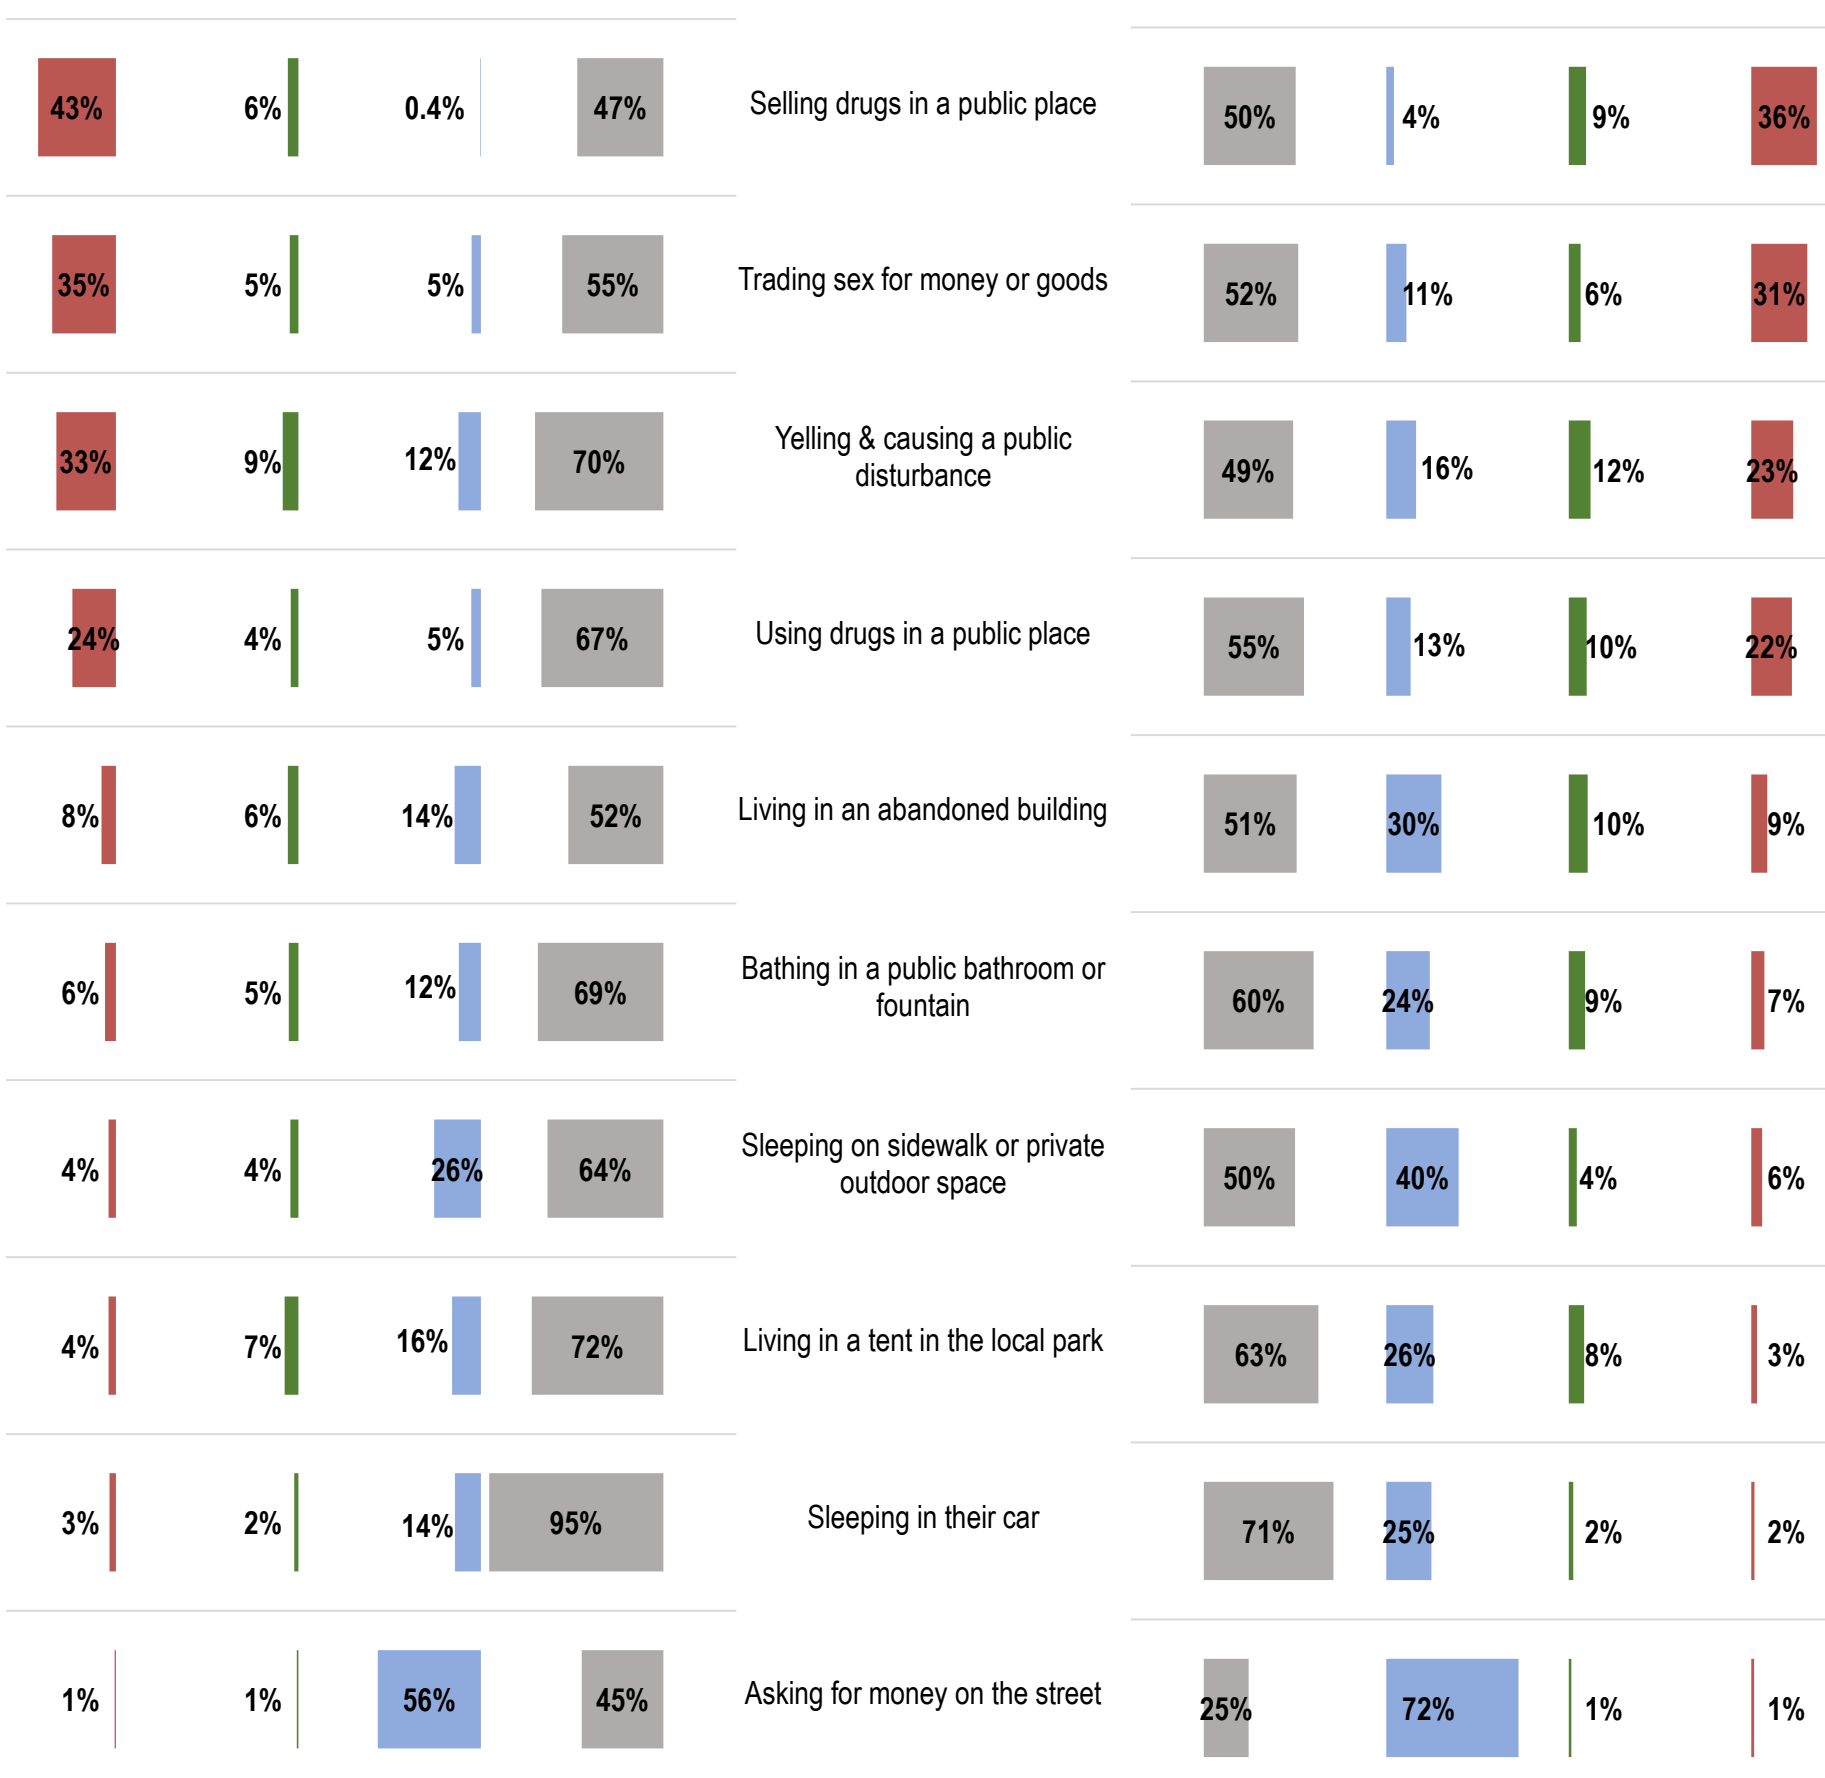 43% 6% 0.4% 47% Selling drugs in a public place 50% 4% 9% 36%
35% 5% 5% 55% Trading sex for money or goods 52% 11% 6% 31%
33% 9% 12% 70% Yelling & causing a public
disturbance 49% 16% 12% 23%
24% 4% 5% 67% Using drugs in a public place 55% 13% 10% 22%
8% 6% 14% 52% Living in an abandoned building 51% 30% 10% 9%
6% 5% 12% 69% Bathing in a public bathroom or
fountain 60% 24% 9% 7%
4% 4% 26% 64% Sleeping on sidewalk or private
outdoor space 50% 40% 4% 6%
4% 7% 16% 72% Living in a tent in the local park 63% 26% 8% 3%
3% 2% 14% 95% Sleeping in their car 71% 25% 2% 2%
1% 1% 56% 45% Asking for money on the street 25% 72% 1% 1%